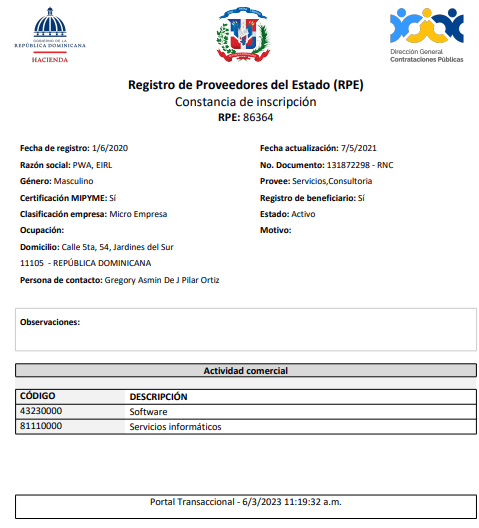 GOBIERNO DE LA
REPÚBLICA DOMINICANA
HACIENDA
Dirección General
Contrataciones Públicas
Registro de Proveedores del Estado (RPE)
Constancia de inscripción
RPE: 86364
Fecha de registro: 1/6/2020
Fecha actualización: 7/5/2021
Razón social: PWA, EIRL
No. Documento: 131872298 - RNC
Género: Masculino
Provee: Servicios,Consultoria
Certificación MIPYME: Sí
Registro de beneficiario: Sí
Clasificación empresa: Micro Empresa
Estado: Activo
Ocupación:
Motivo:
Domicilio: Calle 5ta, 54, Jardines del Sur
11105 - REPÚBLICA DOMINICANA
Persona de contacto: Gregory Asmin De J Pilar Ortiz
Observaciones:
Actividad comercial
CÓDIGO DESCRIPCIÓN
43230000 Software
81110000 Servicios informáticos
Portal Transaccional - 6/3/2023 11:19:32 a.m.